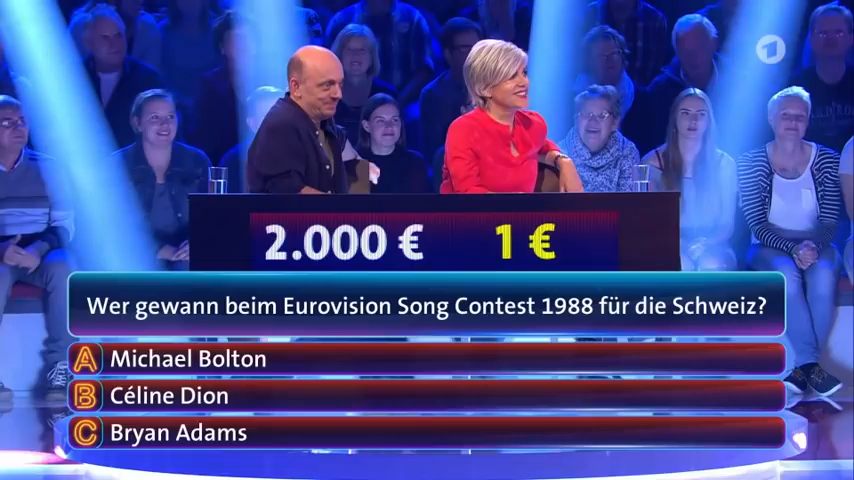 1
2.000 € 1 €
Wer gewann beim Eurovision Song Contest 1988 für die Schweiz?
A Michael Bolton
B Céline Dion
C Bryan Adams